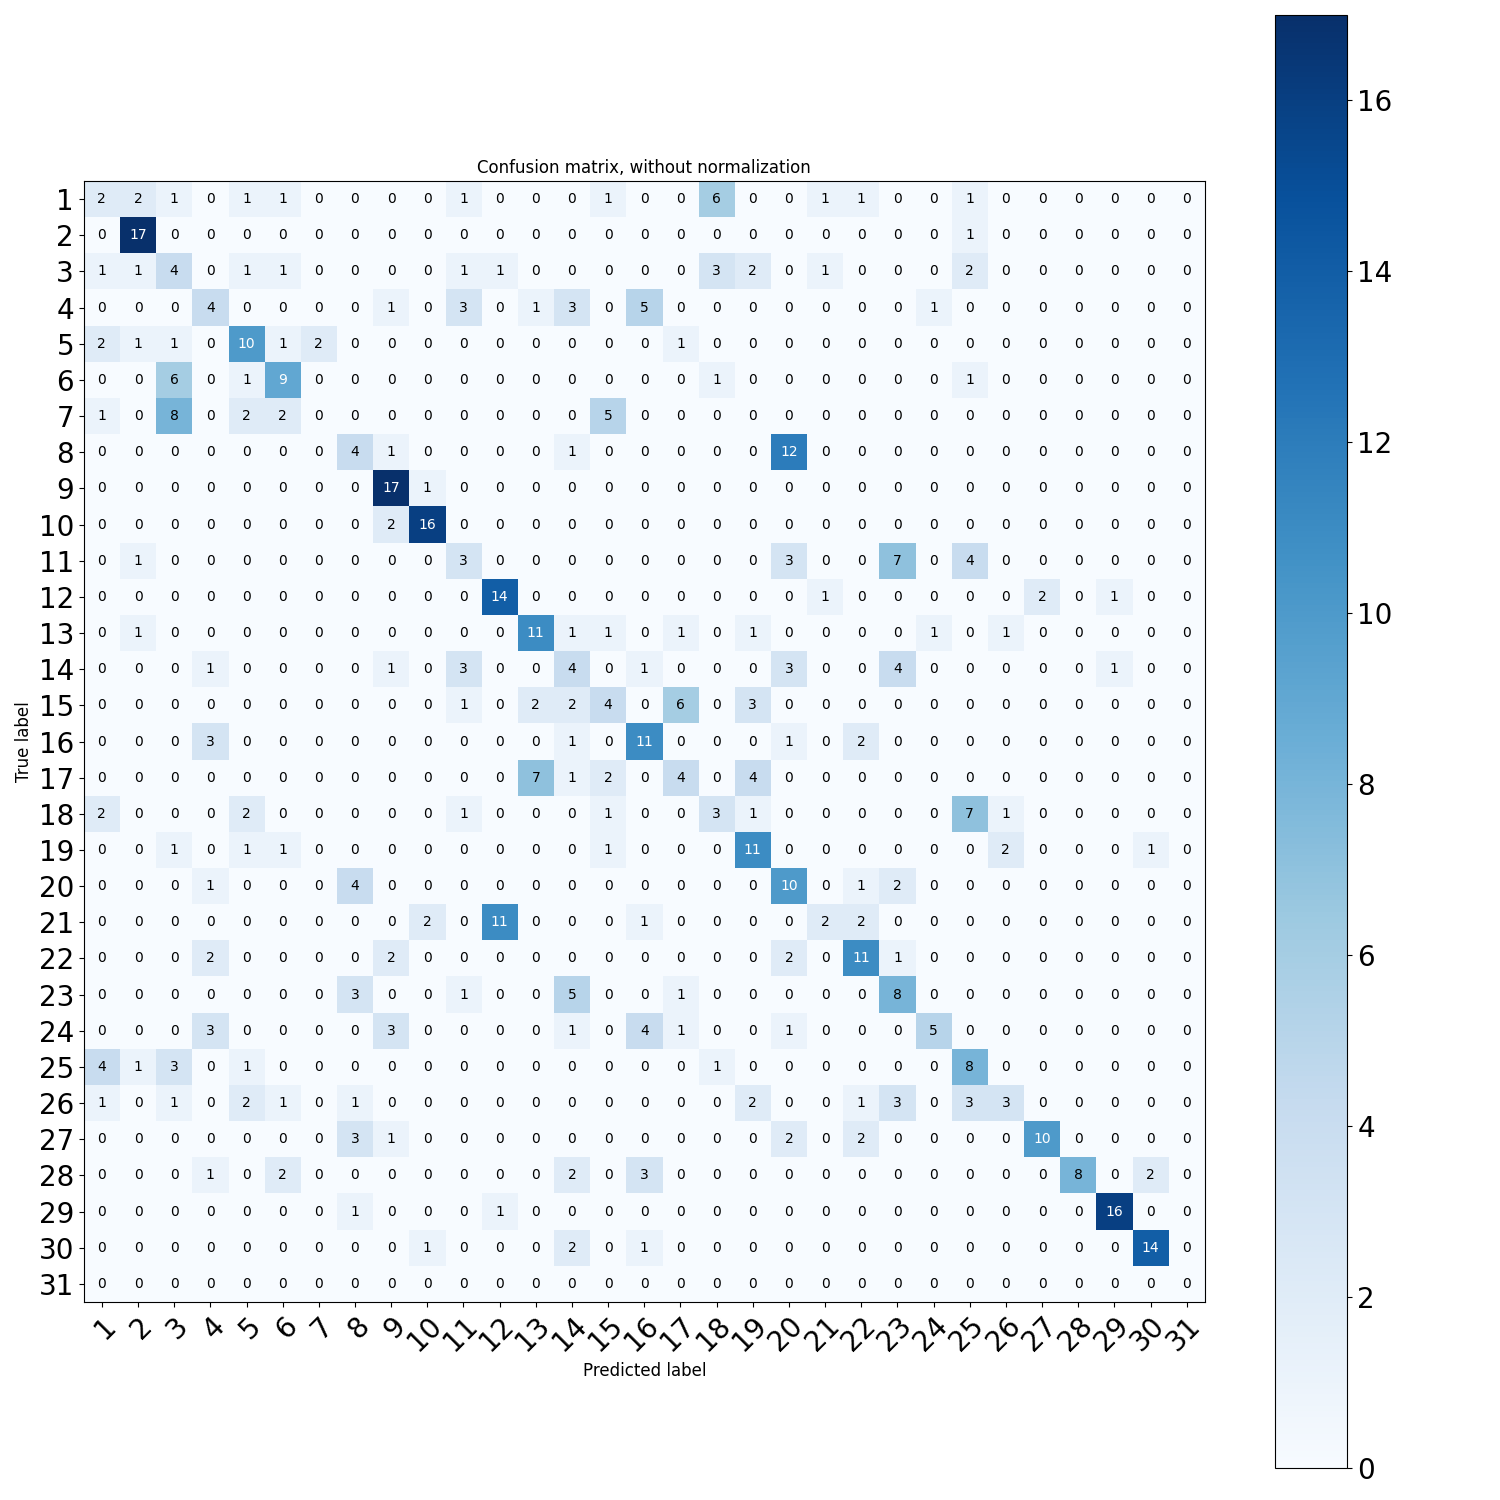 Confusion matrix, without normalization
1 2 2 1 0 1 1 0 0 0 0 1 0 0 0 1 0 0 6 0 0 1 1 0 0 1 0 0 0 0 0 0
2 0 17 0 0 0 0 0 0 0 0 0 0 0 0 0 0 0 0 0 0 0 0 0 0 1 0 0 0 0 0 0
3 1 1 4 0 1 1 0 0 0 0 1 1 0 0 0 0 0 3 2 0 1 0 0 0 2 0 0 0 0 0 0
4 0 0 0 4 0 0 0 0 1 0 3 0 1 3 0 5 0 0 0 0 0 0 0 1 0 0 0 0 0 0 0
5 2 1 1 0 10 1 2 0 0 0 0 0 0 0 0 0 1 0 0 0 0 0 0 0 0 0 0 0 0 0 0
6 0 0 6 0 1 9 0 0 0 0 0 0 0 0 0 0 0 1 0 0 0 0 0 0 1 0 0 0 0 0 0
7 1 0 8 0 2 2 0 0 0 0 0 0 0 0 5 0 0 0 0 0 0 0 0 0 0 0 0 0 0 0 0
8 0 0 0 0 0 0 0 4 1 0 0 0 0 1 0 0 0 0 0 12 0 0 0 0 0 0 0 0 0 0 0
9 0 0 0 0 0 0 0 0 17 1 0 0 0 0 0 0 0 0 0 0 0 0 0 0 0 0 0 0 0 0 0
10 0 0 0 0 0 0 0 0 2 16 0 0 0 0 0 0 0 0 0 0 0 0 0 0 0 0 0 0 0 0 0
11 0 1 0 0 0 0 0 0 0 0 3 0 0 0 0 0 0 0 0 3 0 0 7 0 4 0 0 0 0 0 0
12 0 0 0 0 0 0 0 0 0 0 0 14 0 0 0 0 0 0 0 0 1 0 0 0 0 0 2 0 1 0 0
13 0 1 0 0 0 0 0 0 0 0 0 0 11 1 1 0 1 0 1 0 0 0 0 1 0 1 0 0 0 0 0
14 0 0 0 1 0 0 0 0 1 0 3 0 0 4 0 1 0 0 0 3 0 0 4 0 0 0 0 0 1 0 0
15 0 0 0 0 0 0 0 0 0 0 1 0 2 2 4 0 6 0 3 0 0 0 0 0 0 0 0 0 0 0 0
16 0 0 0 3 0 0 0 0 0 0 0 0 0 1 0 11 0 0 0 1 0 2 0 0 0 0 0 0 0 0 0
17 0 0 0 0 0 0 0 0 0 0 0 0 7 1 2 0 4 0 4 0 0 0 0 0 0 0 0 0 0 0 0
18 2 0 0 0 2 0 0 0 0 0 1 0 0 0 1 0 0 3 1 0 0 0 0 0 7 1 0 0 0 0 0
19 0 0 1 0 1 1 0 0 0 0 0 0 0 0 1 0 0 0 11 0 0 0 0 0 0 2 0 0 0 1 0
20 0 0 0 1 0 0 0 4 0 0 0 0 0 0 0 0 0 0 0 10 0 1 2 0 0 0 0 0 0 0 0
21 0 0 0 0 0 0 0 0 0 2 0 11 0 0 0 1 0 0 0 0 2 2 0 0 0 0 0 0 0 0 0
22 0 0 0 2 0 0 0 0 2 0 0 0 0 0 0 0 0 0 0 2 0 11 1 0 0 0 0 0 0 0 0
23 0 0 0 0 0 0 0 3 0 0 1 0 0 5 0 0 1 0 0 0 0 0 8 0 0 0 0 0 0 0 0
24 0 0 0 3 0 0 0 0 3 0 0 0 0 1 0 4 1 0 0 1 0 0 0 5 0 0 0 0 0 0 0
25 4 1 3 0 1 0 0 0 0 0 0 0 0 0 0 0 0 1 0 0 0 0 0 0 8 0 0 0 0 0 0
26 1 0 1 0 2 1 0 1 0 0 0 0 0 0 0 0 0 0 2 0 0 1 3 0 3 3 0 0 0 0 0
27 0 0 0 0 0 0 0 3 1 0 0 0 0 0 0 0 0 0 0 2 0 2 0 0 0 0 10 0 0 0 0
28 0 0 0 1 0 2 0 0 0 0 0 0 0 2 0 3 0 0 0 0 0 0 0 0 0 0 0 8 0 2 0
29 0 0 0 0 0 0 0 1 0 0 0 1 0 0 0 0 0 0 0 0 0 0 0 0 0 0 0 0 16 0 0
30 0 0 0 0 0 0 0 0 0 1 0 0 0 2 0 1 0 0 0 0 0 0 0 0 0 0 0 0 0 14 0
31 0 0 0 0 0 0 0 0 0 0 0 0 0 0 0 0 0 0 0 0 0 0 0 0 0 0 0 0 0 0 0
1 2 3 4 5 6 7 8 9 10 11 12 13 14 15 16 17 18 19 20 21 22 23 24 25 26 27 28 29 30 31
Predicted label
True label
16
14
12
10
8
6
4
2
0